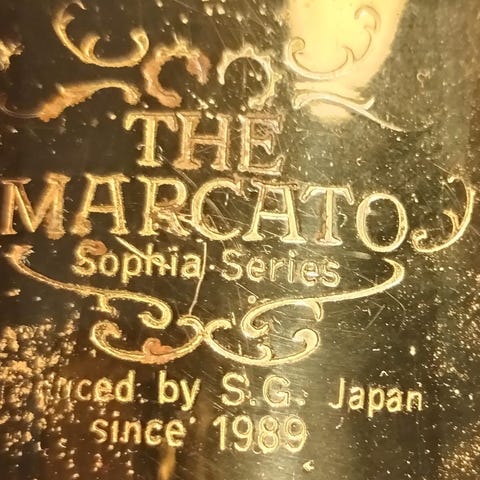 THE
MARCATO
Sophia Series
by S.G. Japan
since 1989